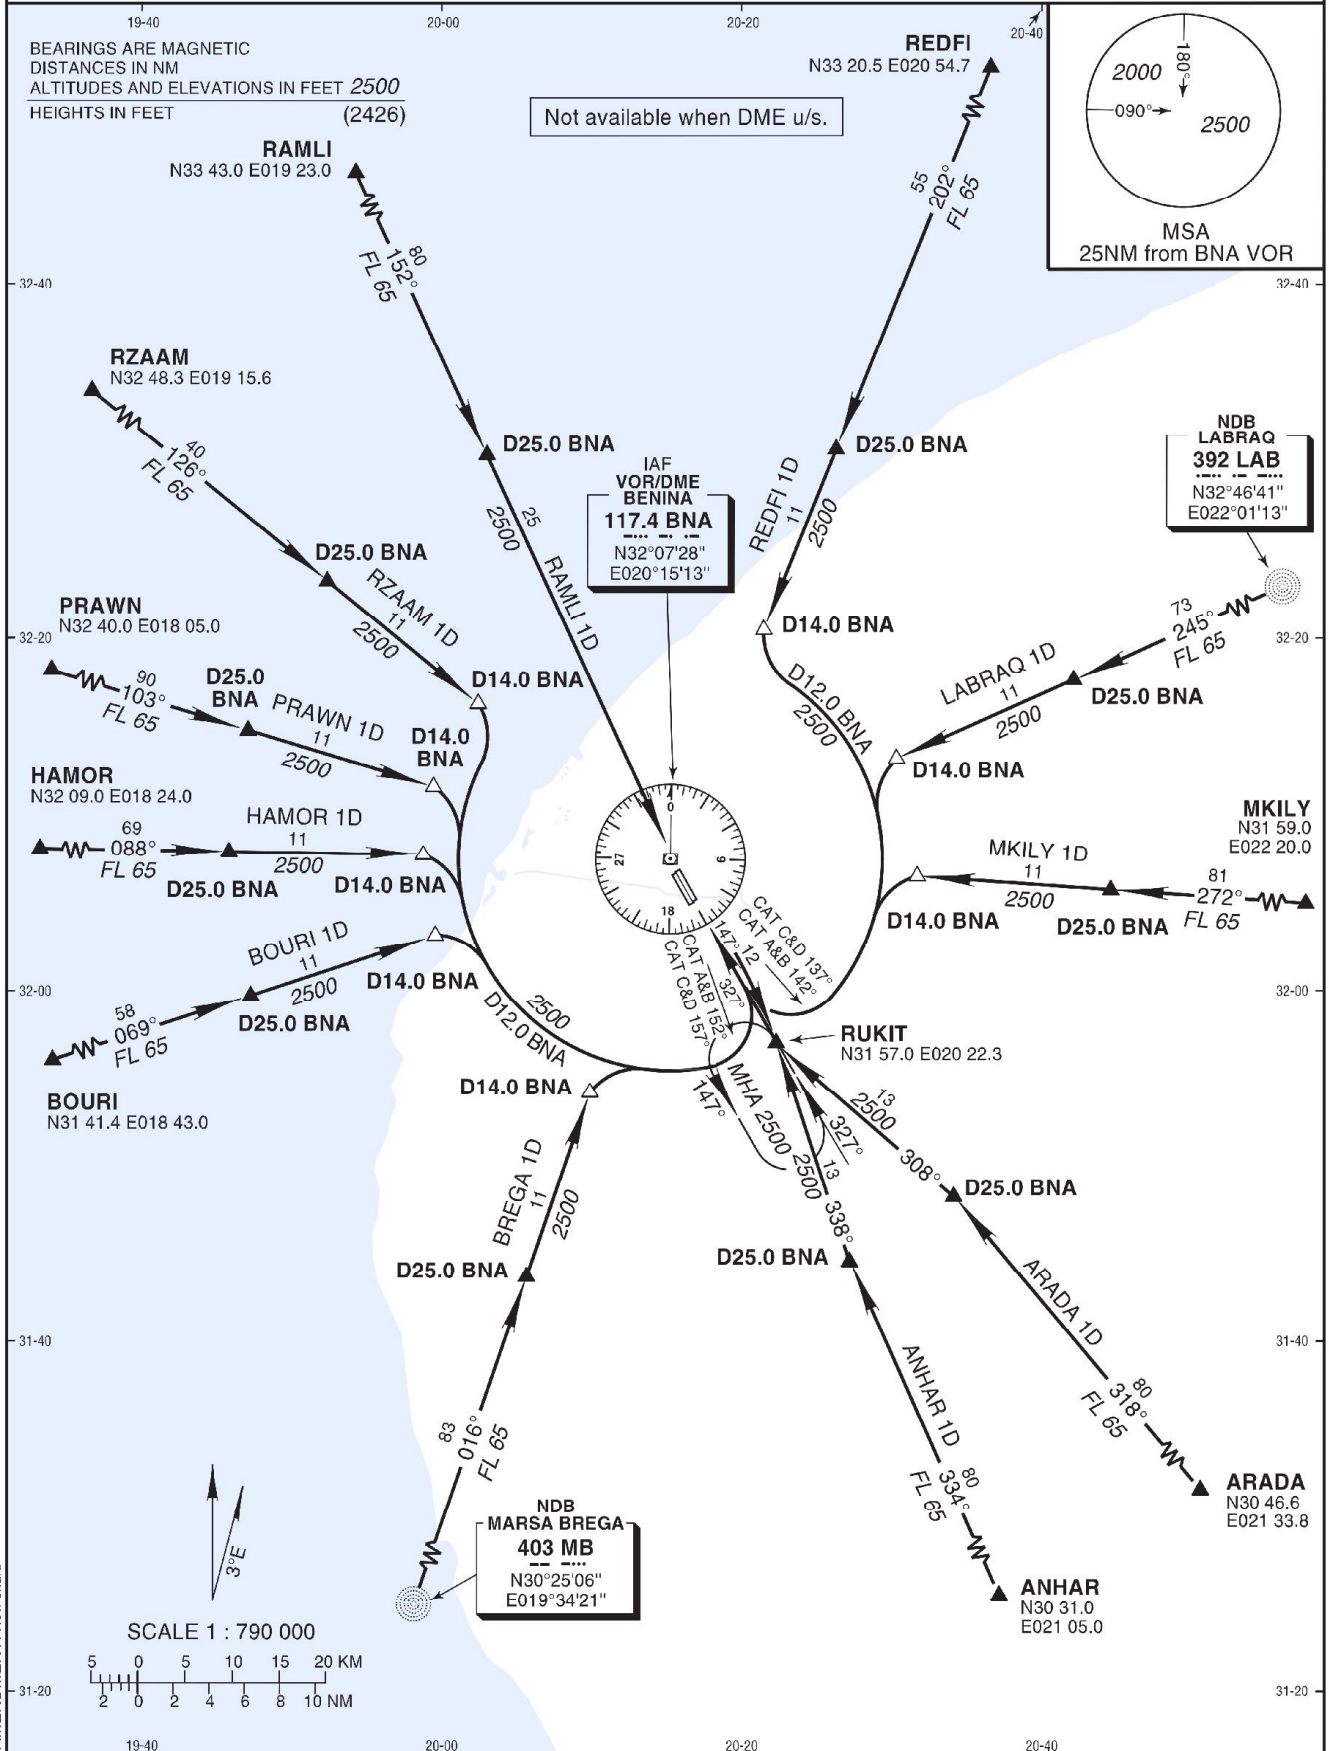 19-40
20-00
20-20
20-40
BEARINGS ARE MAGNETIC
DISTANCES IN NM
ALTITUDES AND ELEVATIONS IN FEET 2500
HEIGHTS IN FEET (2426)
Not available when DME u/s.
2000
180°
090°
2500
MSA
25NM from BNA VOR
REDFI
N33 20.5 E020 54.7
55
202°
FL 65
D25.0 BNA
REDFI 1D
11
2500
D14.0 BNA
D12.0 BNA
2500
RAMLI
N33 43.0 E019 23.0
80
152°
FL 65
D25.0 BNA
25
2500
RAMLI 1D
32-40
32-40
RZAAM
N32 48.3 E019 15.6
40
126°
FL 65
D25.0 BNA
RZAAM 1D
11
2500
D14.0 BNA
IAF
VOR/DME
BENINA
117.4 BNA
N32°07'28"
E020°15'13"
NDB
LABRAQ
392 LAB
N32°46'41"
E022°01'13"
73
245°
FL 65
D25.0 BNA
LABRAQ 1D
11
2500
D14.0 BNA
PRAWN
N32 40.0 E018 05.0
32-20
32-20
90
103°
FL 65
D25.0
BNA
PRAWN 1D
11
2500
D14.0
BNA
HAMOR
N32 09.0 E018 24.0
69
088°
FL 65
D25.0 BNA
HAMOR 1D
11
2500
D14.0 BNA
MKILY
N31 59.0
E022 20.0
81
272°
FL 65
D25.0 BNA
MKILY 1D
11
2500
D14.0 BNA
0
27
9
18
BOURI 1D
11
2500
D14.0 BNA
D25.0 BNA
58
069°
FL 65
BOURI
N31 41.4 E018 43.0
2500
D12.0 BNA
32-00
32-00
CAT C&D 137°
CAT A&B 142°
147°
12
327°
CAT A&B 152°
CAT C&D 157°
RUKIT
N31 57.0 E020 22.3
MHA 2500
147°
327°
13
2500
308°
D25.0 BNA
ARADA 1D
80
318°
FL 65
ARADA
N30 46.6
E021 33.8
13
2500
338°
D25.0 BNA
ANHAR 1D
80
334°
FL 65
ANHAR
N30 31.0
E021 05.0
D14.0 BNA
BREGA 1D
11
2500
D25.0 BNA
83
016°
FL 65
31-40
31-40
NDB
MARSA BREGA
403 MB
N30°25'06"
E019°34'21"
3°E
SCALE 1 : 790 000
5 0 5 10 15 20 KM
2 0 2 4 6 8 10 NM
31-20
31-20
19-40
20-00
20-20
20-40